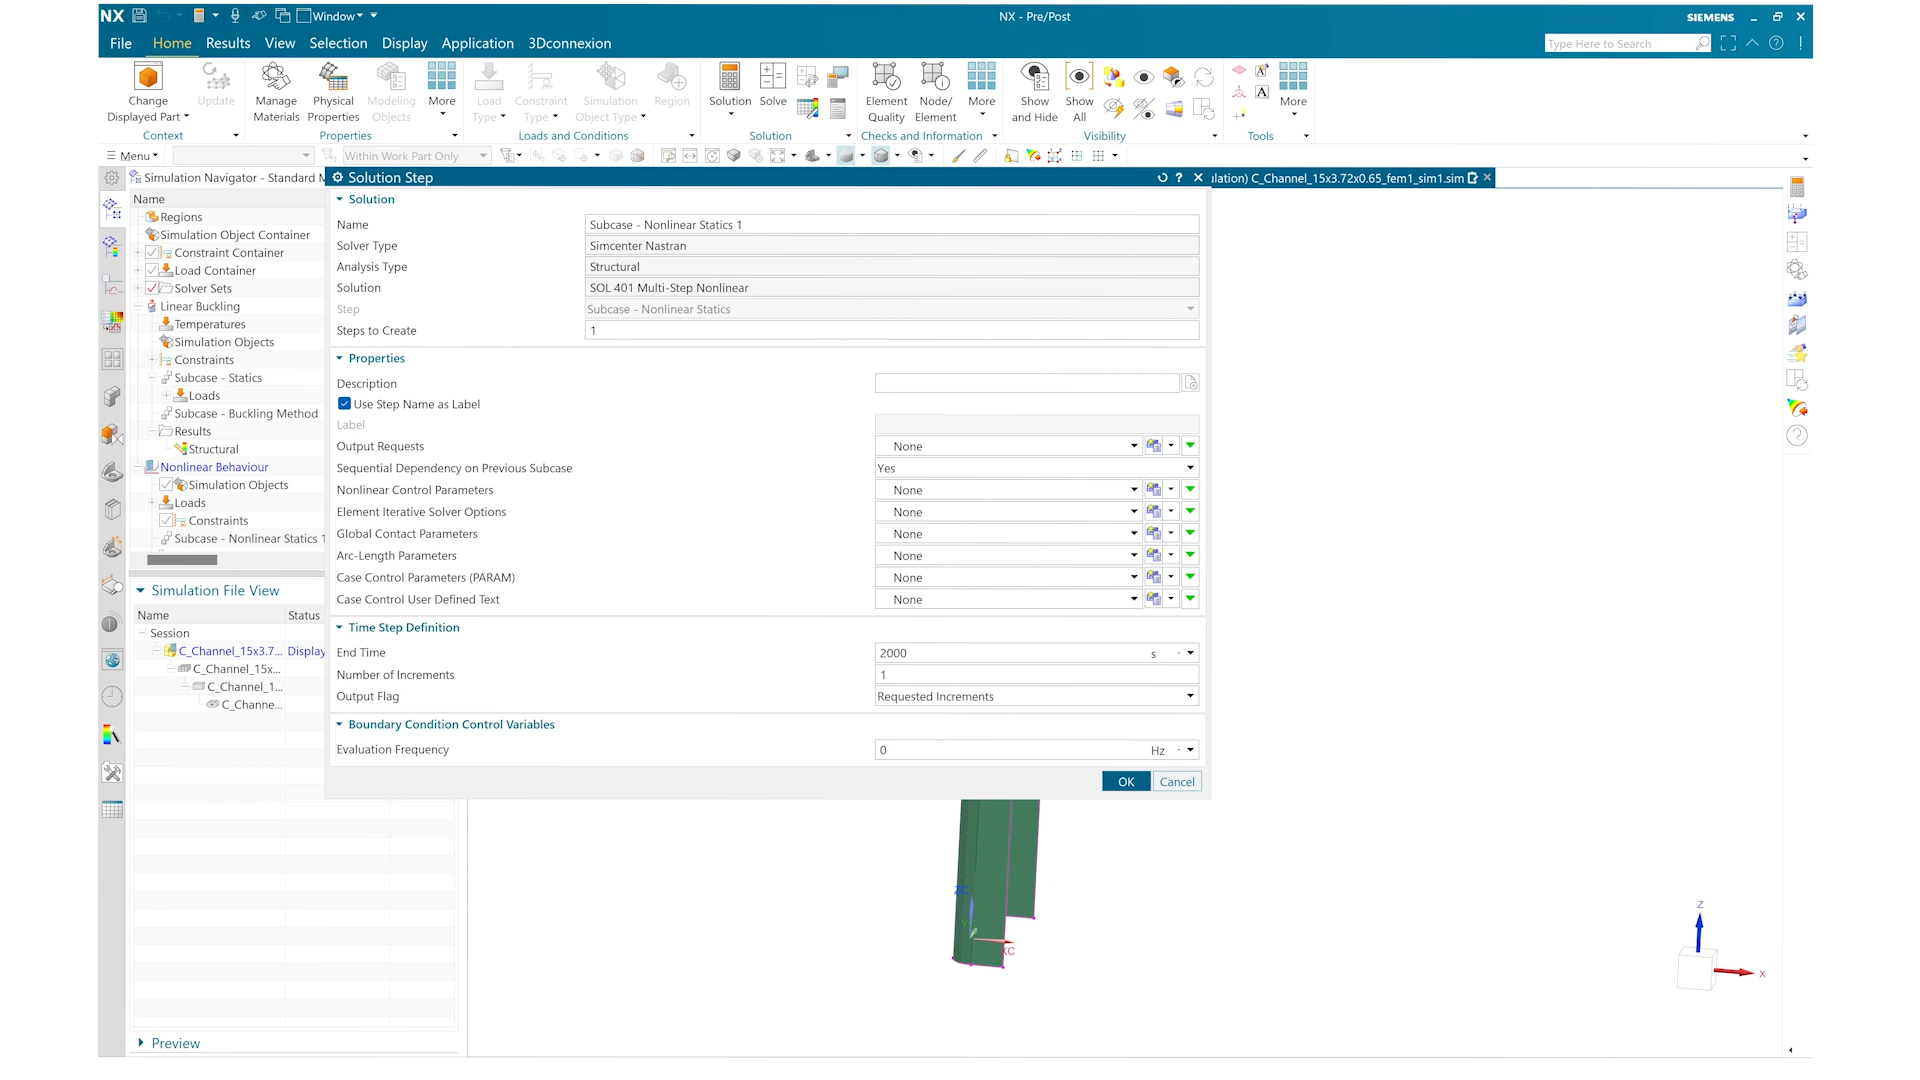 NX
Window
NX - Pre/Post
SIEMENS
File Home Results View Selection Display Application 3Dconnexion
Type Here to Search
Change Displayed Part
Update
Manage Materials
Physical Properties
Modeling Objects
More
Load Type
Constraint Type
Simulation Object Type
Region
Solution
Solve
Element Quality
Node/ Element
More
Show and Hide
Show All
More
Context
Properties
Loads and Conditions
Solution
Checks and Information
Visibility
Tools
Menu
Within Work Part Only
Simulation Navigator - Standard M
Solution Step
ulation) C_Channel_15x3.72x0.65_fem1_sim1.sim
Name
Regions
Simulation Object Container
Constraint Container
Load Container
Solver Sets
Linear Buckling
Temperatures
Simulation Objects
Constraints
Subcase - Statics
Loads
Subcase - Buckling Method
Results
Structural
Nonlinear Behaviour
Simulation Objects
Loads
Constraints
Subcase - Nonlinear Statics 1
Simulation File View
Name Status
Session
C_Channel_15x3.7... Display
C_Channel_15x...
C_Channel_1...
C_Channe...
Preview
Solution
Name Subcase - Nonlinear Statics 1
Solver Type Simcenter Nastran
Analysis Type Structural
Solution SOL 401 Multi-Step Nonlinear
Step Subcase - Nonlinear Statics
Steps to Create 1
Properties
Description
Use Step Name as Label
Label
Output Requests None
Sequential Dependency on Previous Subcase Yes
Nonlinear Control Parameters None
Element Iterative Solver Options None
Global Contact Parameters None
Arc-Length Parameters None
Case Control Parameters (PARAM) None
Case Control User Defined Text None
Time Step Definition
End Time 2000 s
Number of Increments 1
Output Flag Requested Increments
Boundary Condition Control Variables
Evaluation Frequency 0 Hz
OK Cancel
ZC
XC
Z
X